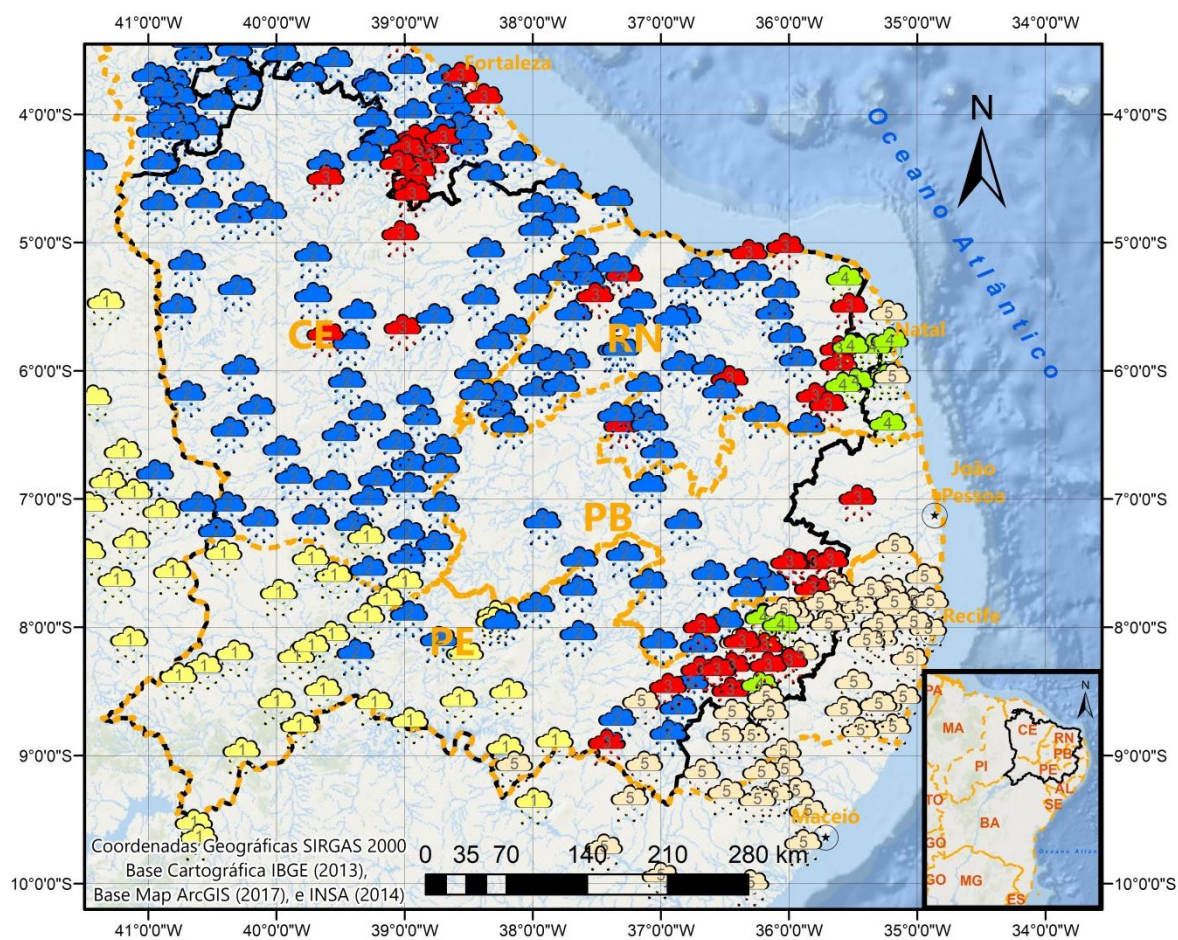 41°0'0"W 40°0'0"W 39°0'0"W 38°0'0"W 37°0'0"W 36°0'0"W 35°0'0"W 34°0'0"W
Fortaleza
4°0'0"S 4°0'0"S
N
Oceano Atlântico
5°0'0"S 5°0'0"S
CE
RN
Natal
6°0'0"S 6°0'0"S
João
Pessoa
7°0'0"S 7°0'0"S
PB
PE
Recife
8°0'0"S 8°0'0"S
9°0'0"S 9°0'0"S
Maceió
Coordenadas Geográficas SIRGAS 2000
Base Cartográfica IBGE (2013),
Base Map ArcGIS (2017), e INSA (2014)
0 35 70 140 210 280 km
10°0'0"S 10°0'0"S
N
PA
MA
CE
RN
PB
PI
PE
AL
TO
SE
BA
GO
GO
MG
ES
41°0'0"W 40°0'0"W 39°0'0"W 38°0'0"W 37°0'0"W 36°0'0"W 35°0'0"W 34°0'0"W